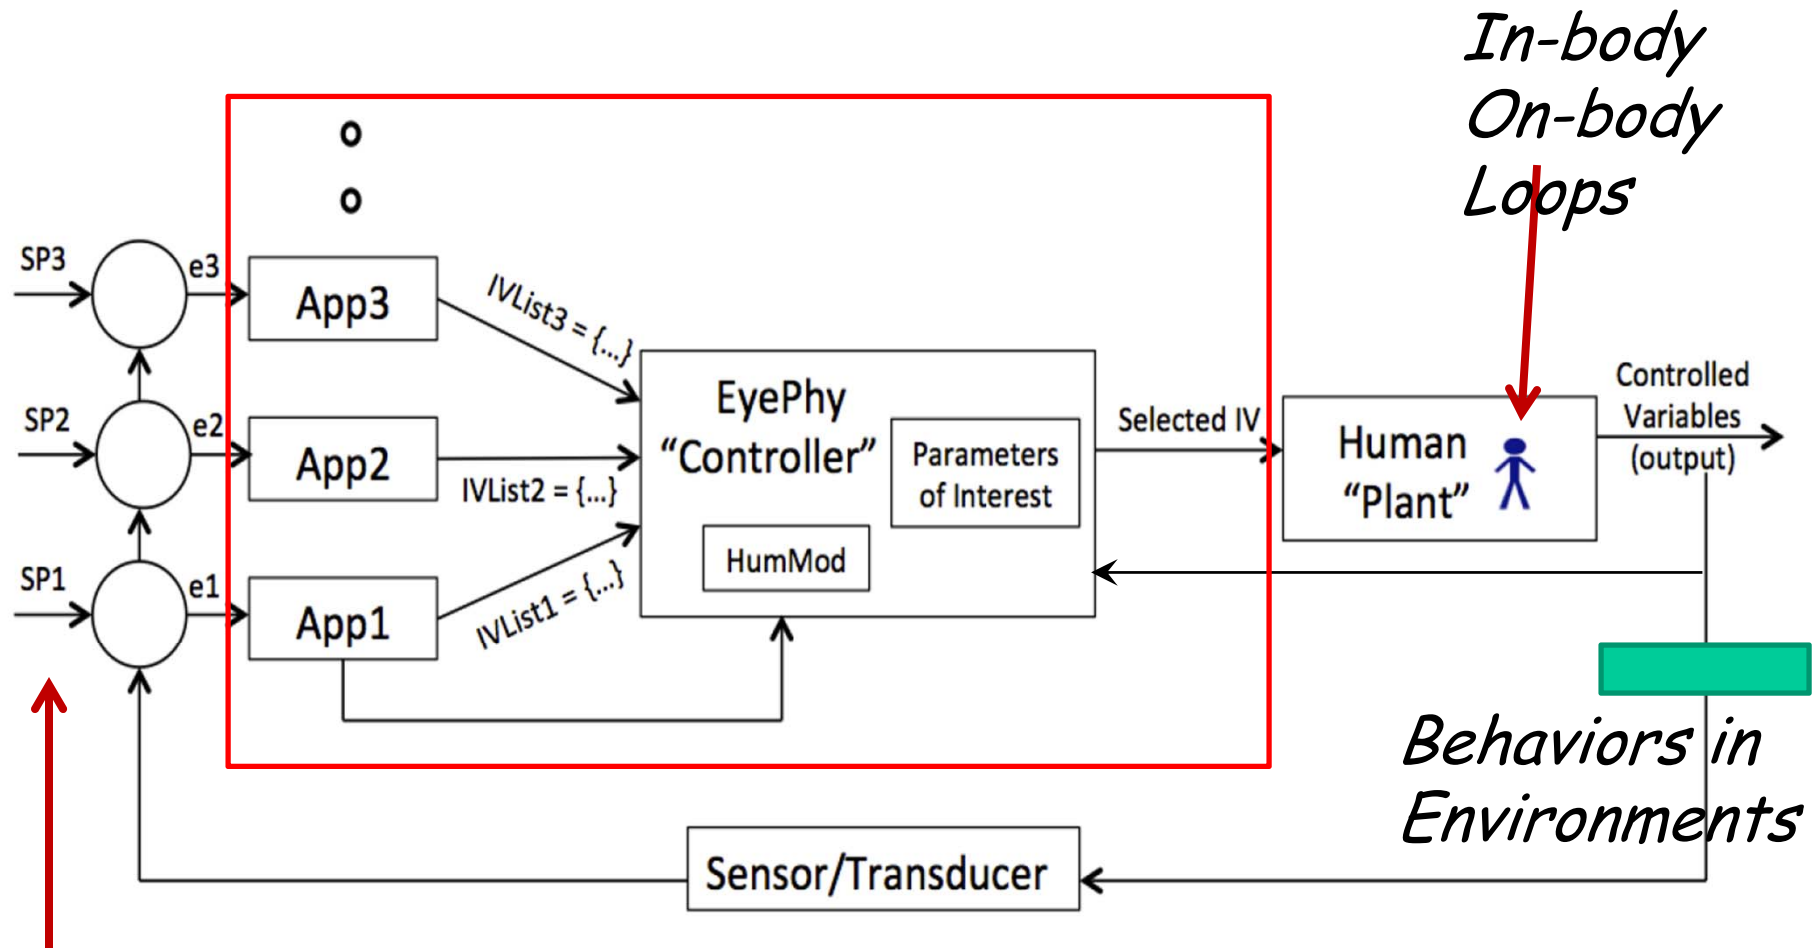 In-body
On-body
Loops
SP3
e3
App3
IVList3 = {...}
SP2
e2
App2
IVList2 = {...}
SP1
e1
App1
IVList1 = {...}
EyePhy
“Controller”
Parameters
of Interest
HumMod
Selected IV
Human
“Plant”
Controlled
Variables
(output)
Behaviors in
Environments
Sensor/Transducer